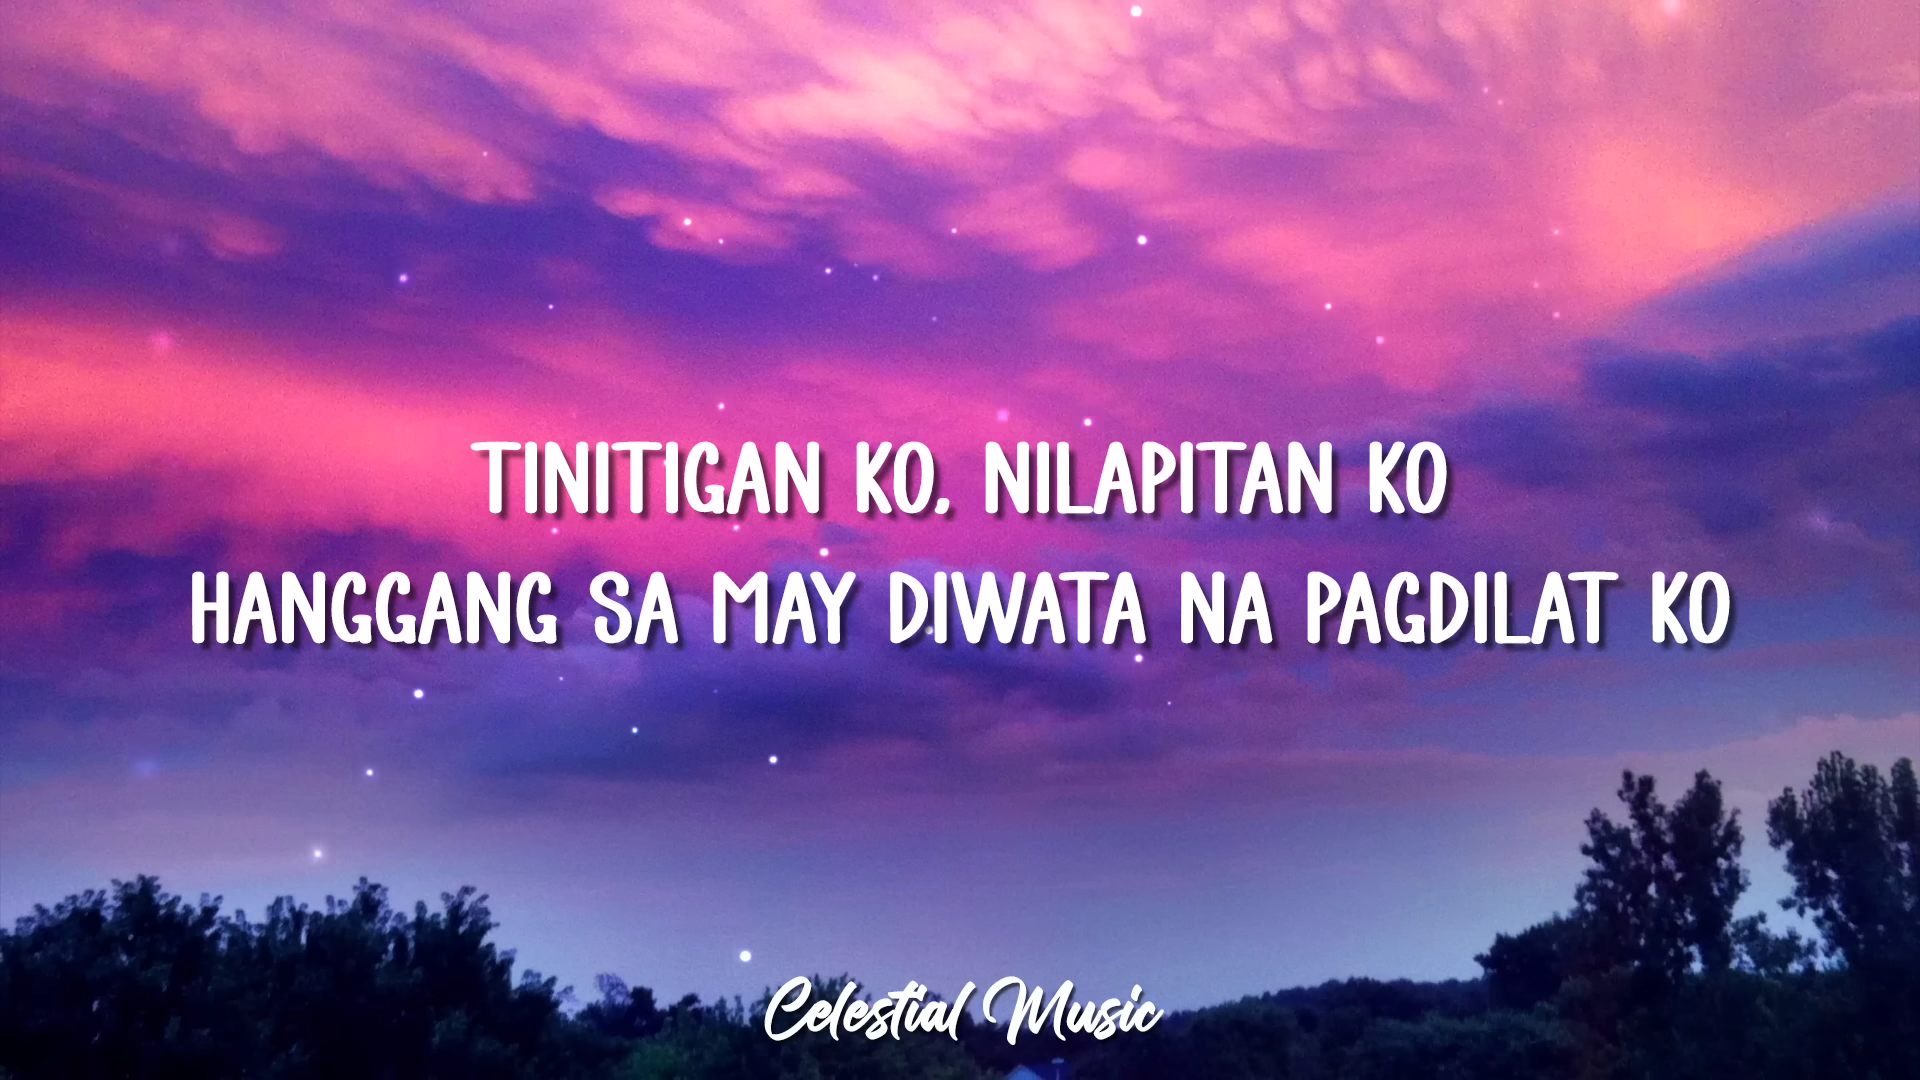 TINITIGAN KO, NILAPITAN KO
HANGGANG SA MAY DIWATA NA PAGDILAT KO
Celestial Music